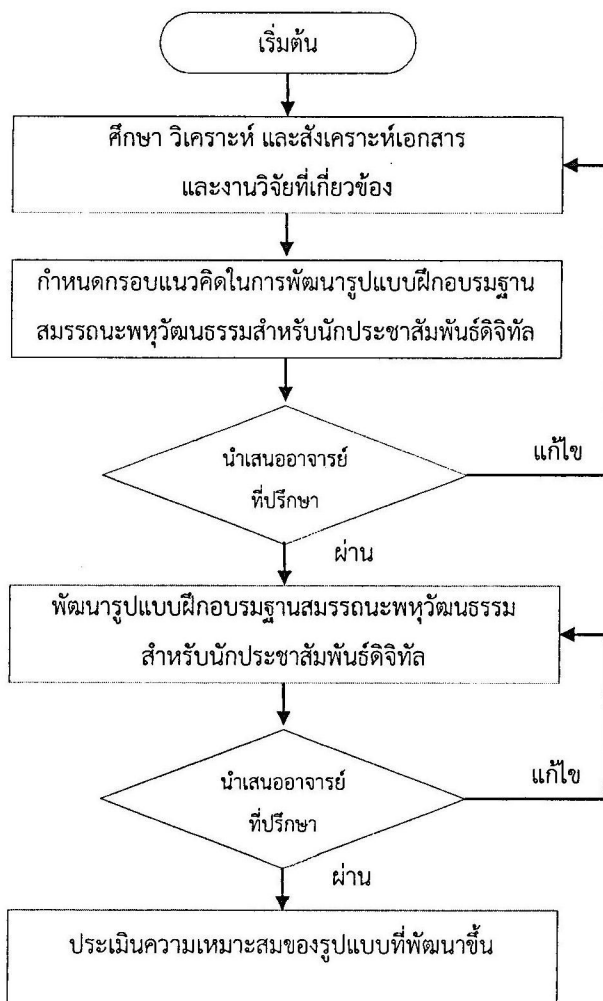 เริ่มต้น
ศึกษา วิเคราะห์ และสังเคราะห์เอกสาร
และงานวิจัยที่เกี่ยวข้อง
กำหนดกรอบแนวคิดในการพัฒนารูปแบบฝึกอบรมฐาน
สมรรถนะพหุวัฒนธรรมสำหรับนักประชาสัมพันธ์ดิจิทัล
นำเสนออาจารย์
ที่ปรึกษา
แก้ไข
ผ่าน
พัฒนารูปแบบฝึกอบรมฐานสมรรถนะพหุวัฒนธรรม
สำหรับนักประชาสัมพันธ์ดิจิทัล
นำเสนออาจารย์
ที่ปรึกษา
แก้ไข
ผ่าน
ประเมินความเหมาะสมของรูปแบบที่พัฒนาขึ้น